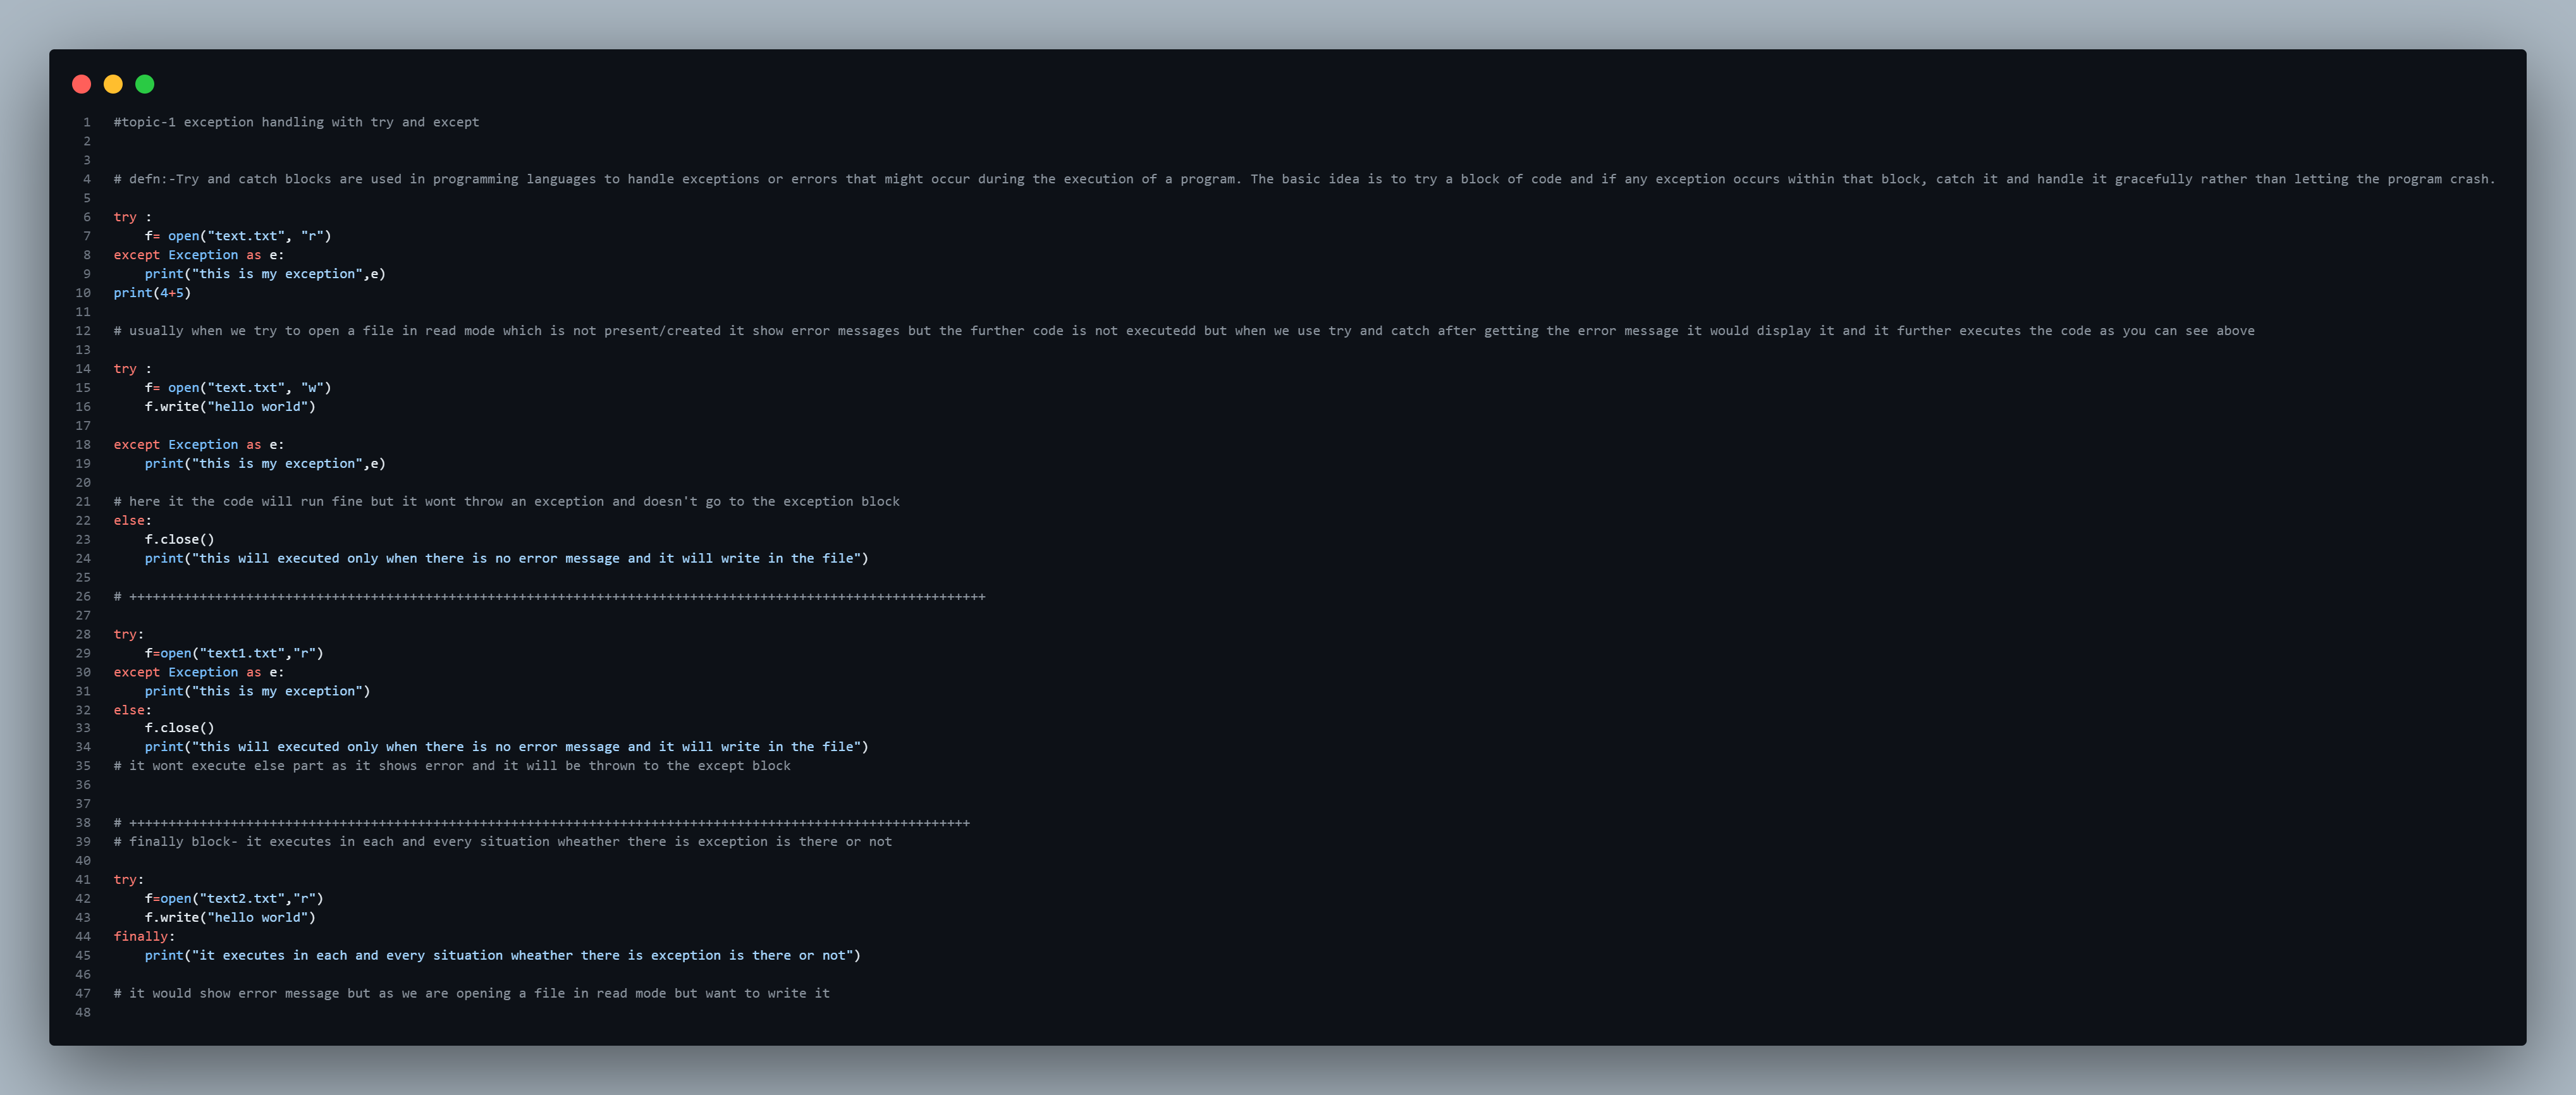 1 #topic-1 exception handling with try and except
2
3
4 # defn:-Try and catch blocks are used in programming languages to handle exceptions or errors that might occur during the execution of a program. The basic idea is to try a block of code and if any exception occurs within that block, catch it and handle it gracefully rather than letting the program crash.
5
6 try :
7     f= open("text.txt", "r")
8 except Exception as e:
9     print("this is my exception",e)
10 print(4+5)
11
12 # usually when we try to open a file in read mode which is not present/created it show error messages but the further code is not executedd but when we use try and catch after getting the error message it would display it and it further executes the code as you can see above
13
14 try :
15     f= open("text.txt", "w")
16     f.write("hello world")
17
18 except Exception as e:
19     print("this is my exception",e)
20
21 # here it the code will run fine but it wont throw an exception and doesn't go to the exception block
22 else:
23     f.close()
24     print("this will executed only when there is no error message and it will write in the file")
25
26 # ++++++++++++++++++++++++++++++++++++++++++++++++++++++++++++++++++++++++++++++++++++++++++++++++++++++++++++++
27
28 try:
29     f=open("text1.txt","r")
30 except Exception as e:
31     print("this is my exception")
32 else:
33     f.close()
34     print("this will executed only when there is no error message and it will write in the file")
35 # it wont execute else part as it shows error and it will be thrown to the except block
36
37
38 # ++++++++++++++++++++++++++++++++++++++++++++++++++++++++++++++++++++++++++++++++++++++++++++++++++++++++++++
39 # finally block- it executes in each and every situation wheather there is exception is there or not
40
41 try:
42     f=open("text2.txt","r")
43     f.write("hello world")
44 finally:
45     print("it executes in each and every situation wheather there is exception is there or not")
46
47 # it would show error message but as we are opening a file in read mode but want to write it
48